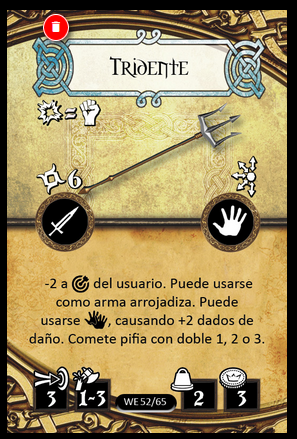 TRIDENTE
=
6
-2 a del usuario. Puede usarse
como arma arrojadiza. Puede
usarse , causando +2 dados de
daño. Comete pifia con doble 1, 2 o 3.
3 1-3 WE 52/65 2 3